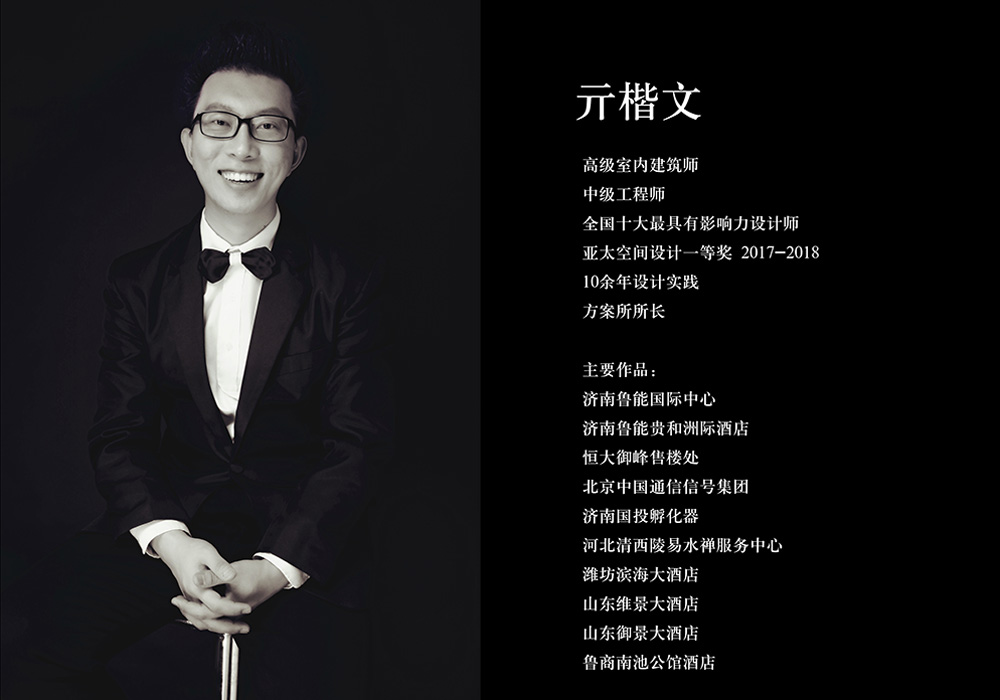 亓楷文
高级室内建筑师
中级工程师
全国十大最具有影响力设计师
亚太空间设计一等奖 2017-2018
10余年设计实践
方案所所长
主要作品：
济南鲁能国际中心
济南鲁能贵和洲际酒店
恒大御峰售楼处
北京中国通信信号集团
济南国投孵化器
河北清西陵易水禅服务中心
潍坊滨海大酒店
山东维景大酒店
山东御景大酒店
鲁商南池公馆酒店